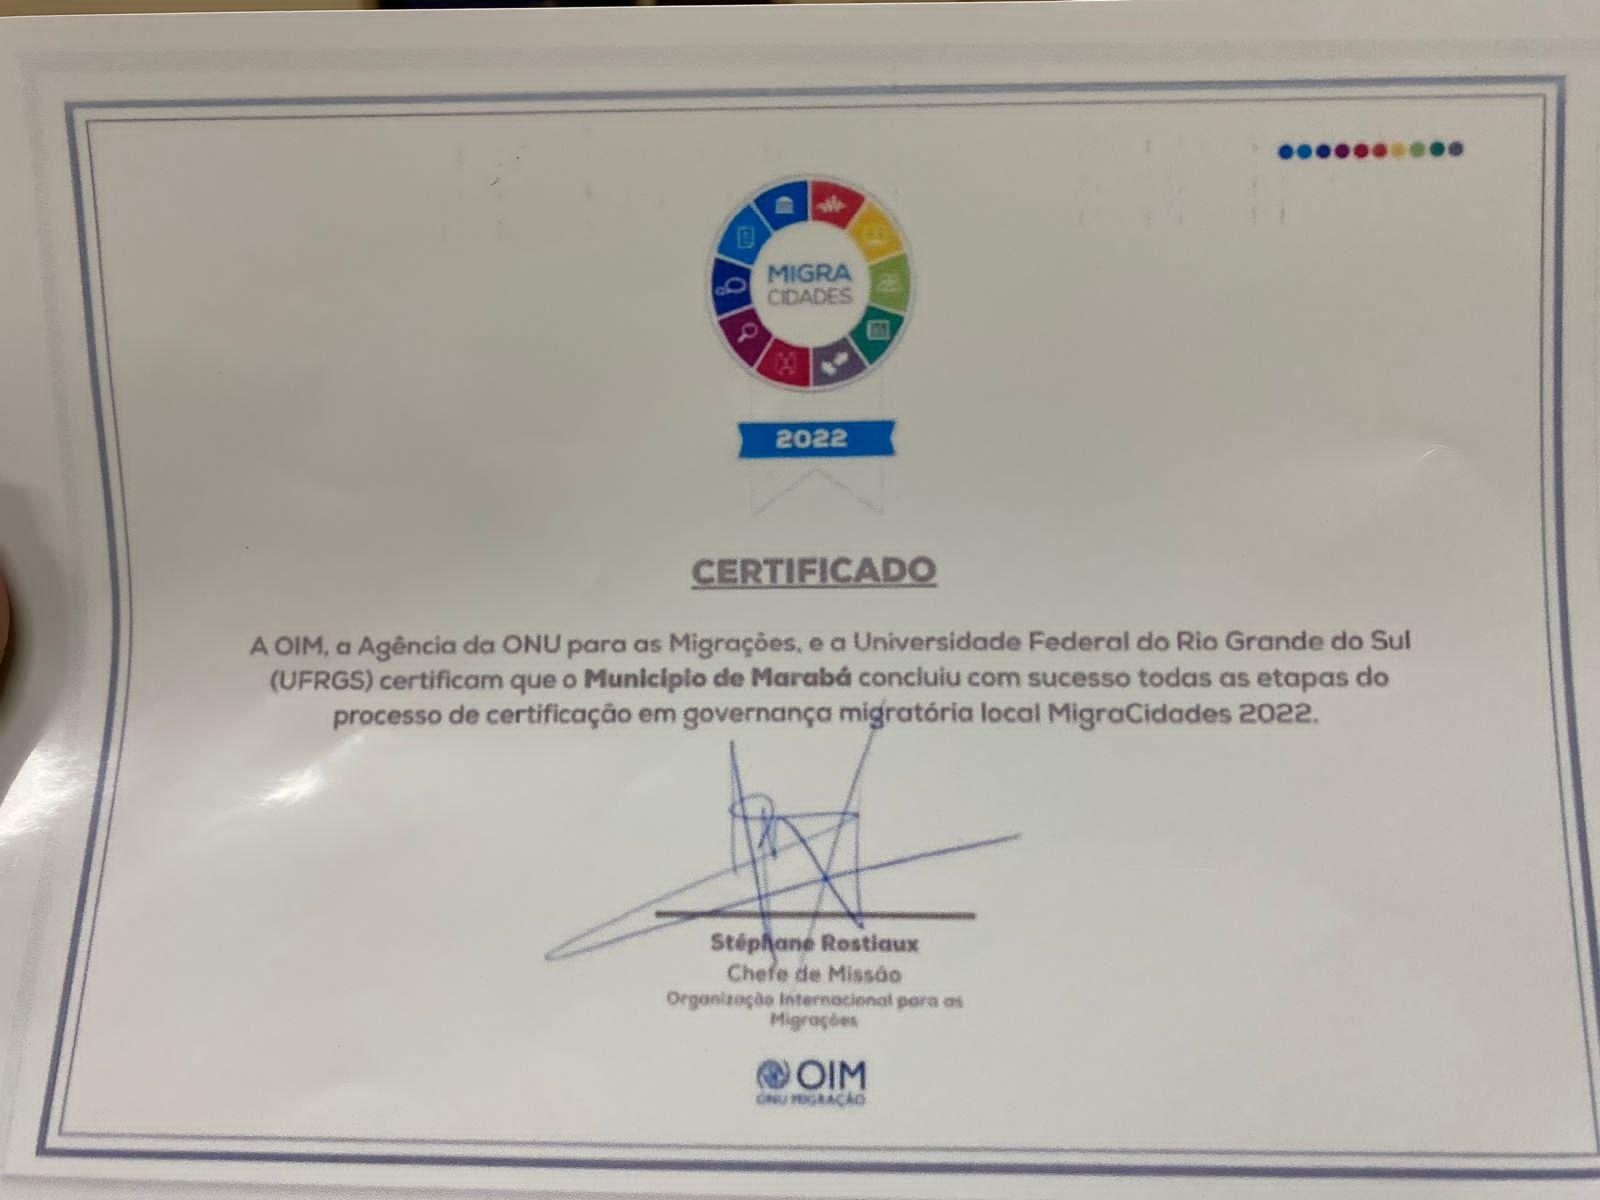 MIGRA
CIDADES
2022
CERTIFICADO
A OIM, a Agência da ONU para as Migrações, e a Universidade Federal do Rio Grande do Sul
(UFRGS) certificam que o Município de Marabá concluiu com sucesso todas as etapas do
processo de certificação em governança migratória local MigraCidades 2022.
Stéphane Rostiaux
Chefe de Missão
Organização Internacional para as
Migrações
OIM
ONU MIGRAÇÃO